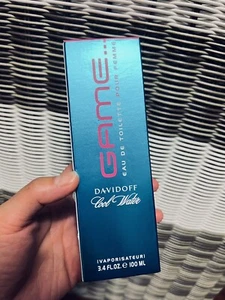 GAME...
EAU DE TOILETTE POUR FEMME
DAVIDOFF
Cool Water
(VAPORISATEUR)
3.4 FL.OZ. ℮ 100 ML